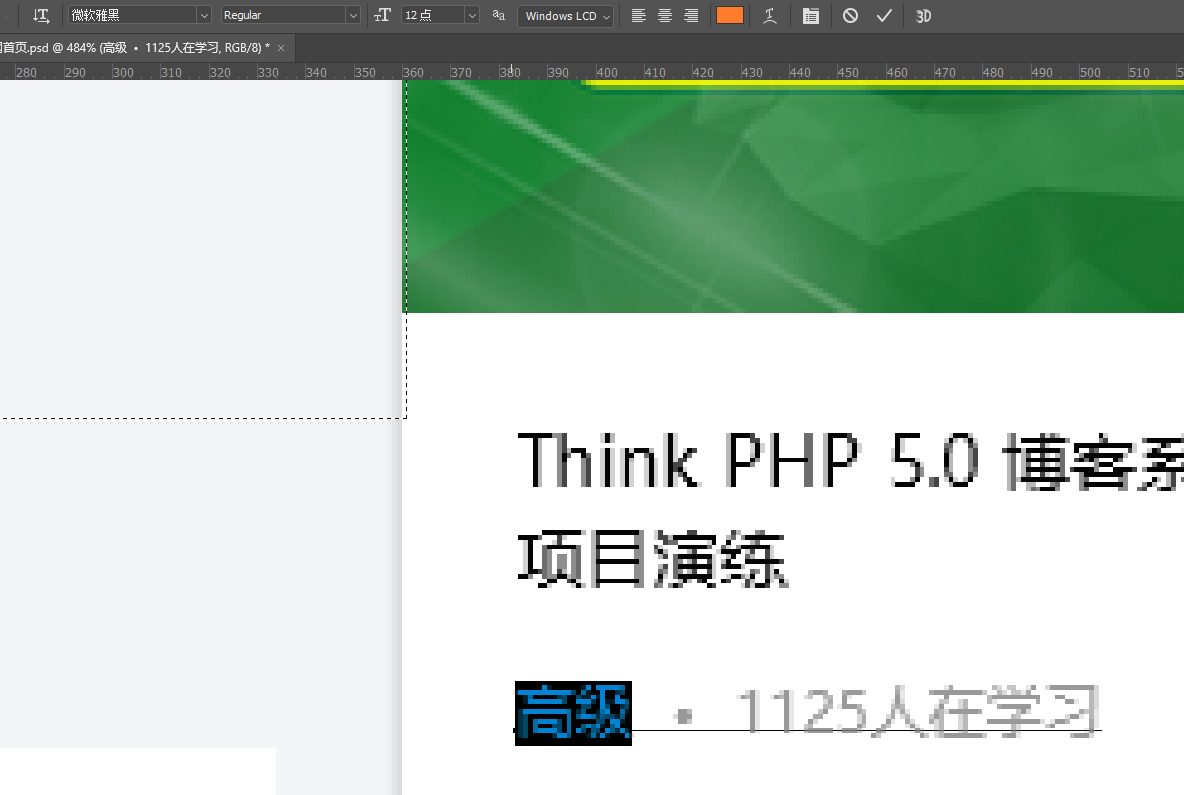 微软雅黑 Regular 12 点 aa Windows LCD 3D
首页.psd @ 484% (高级 • 1125人在学习, RGB/8) * ×
280 290 300 310 320 330 340 350 360 370 380 390 400 410 420 430 440 450 460 470 480 490 500 510
Think PHP 5.0 博客系
项目演练
高级 • 1125人在学习